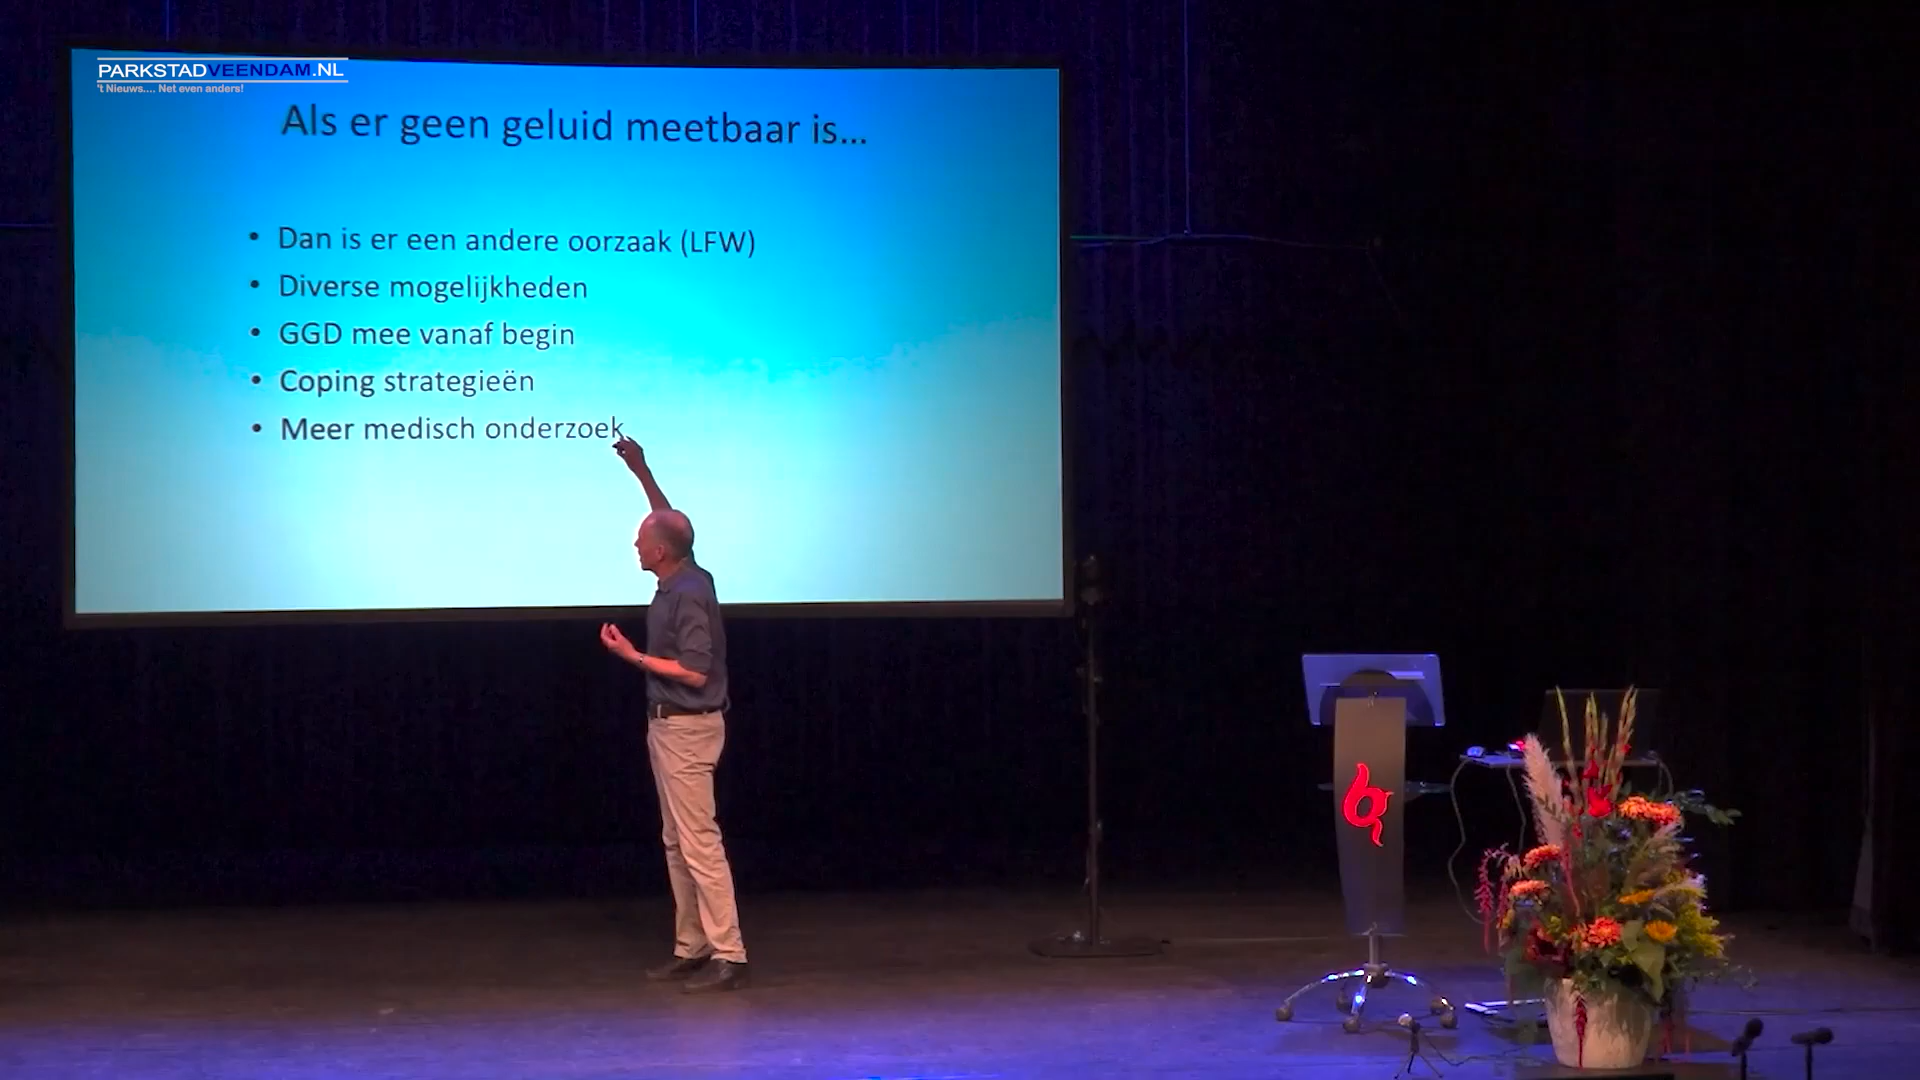 PARKSTADVEENDAM.NL
't Nieuws.... Net even anders!
Als er geen geluid meetbaar is...
• Dan is er een andere oorzaak (LFW)
• Diverse mogelijkheden
• GGD mee vanaf begin
• Coping strategieën
• Meer medisch onderzoek